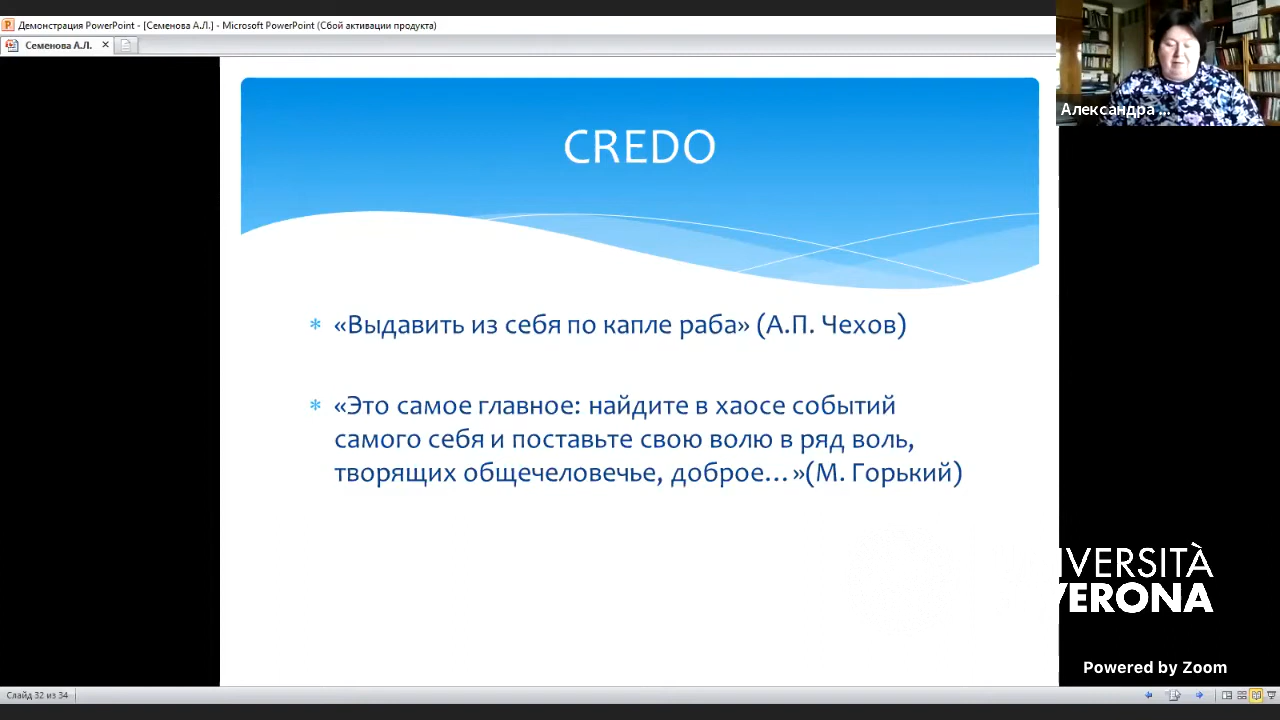 Демонстрация PowerPoint - [Семенова А.Л.] - Microsoft PowerPoint (Сбой активации продукта)
Семенова А.Л.
Александра ...
CREDO
«Выдавить из себя по капле раба» (А.П. Чехов)
«Это самое главное: найдите в хаосе событий
самого себя и поставьте свою волю в ряд воль,
творящих общечеловечье, доброе… »(М. Горький)
IVERSITÀ
VERONA
Powered by Zoom
Слайд 32 из 34